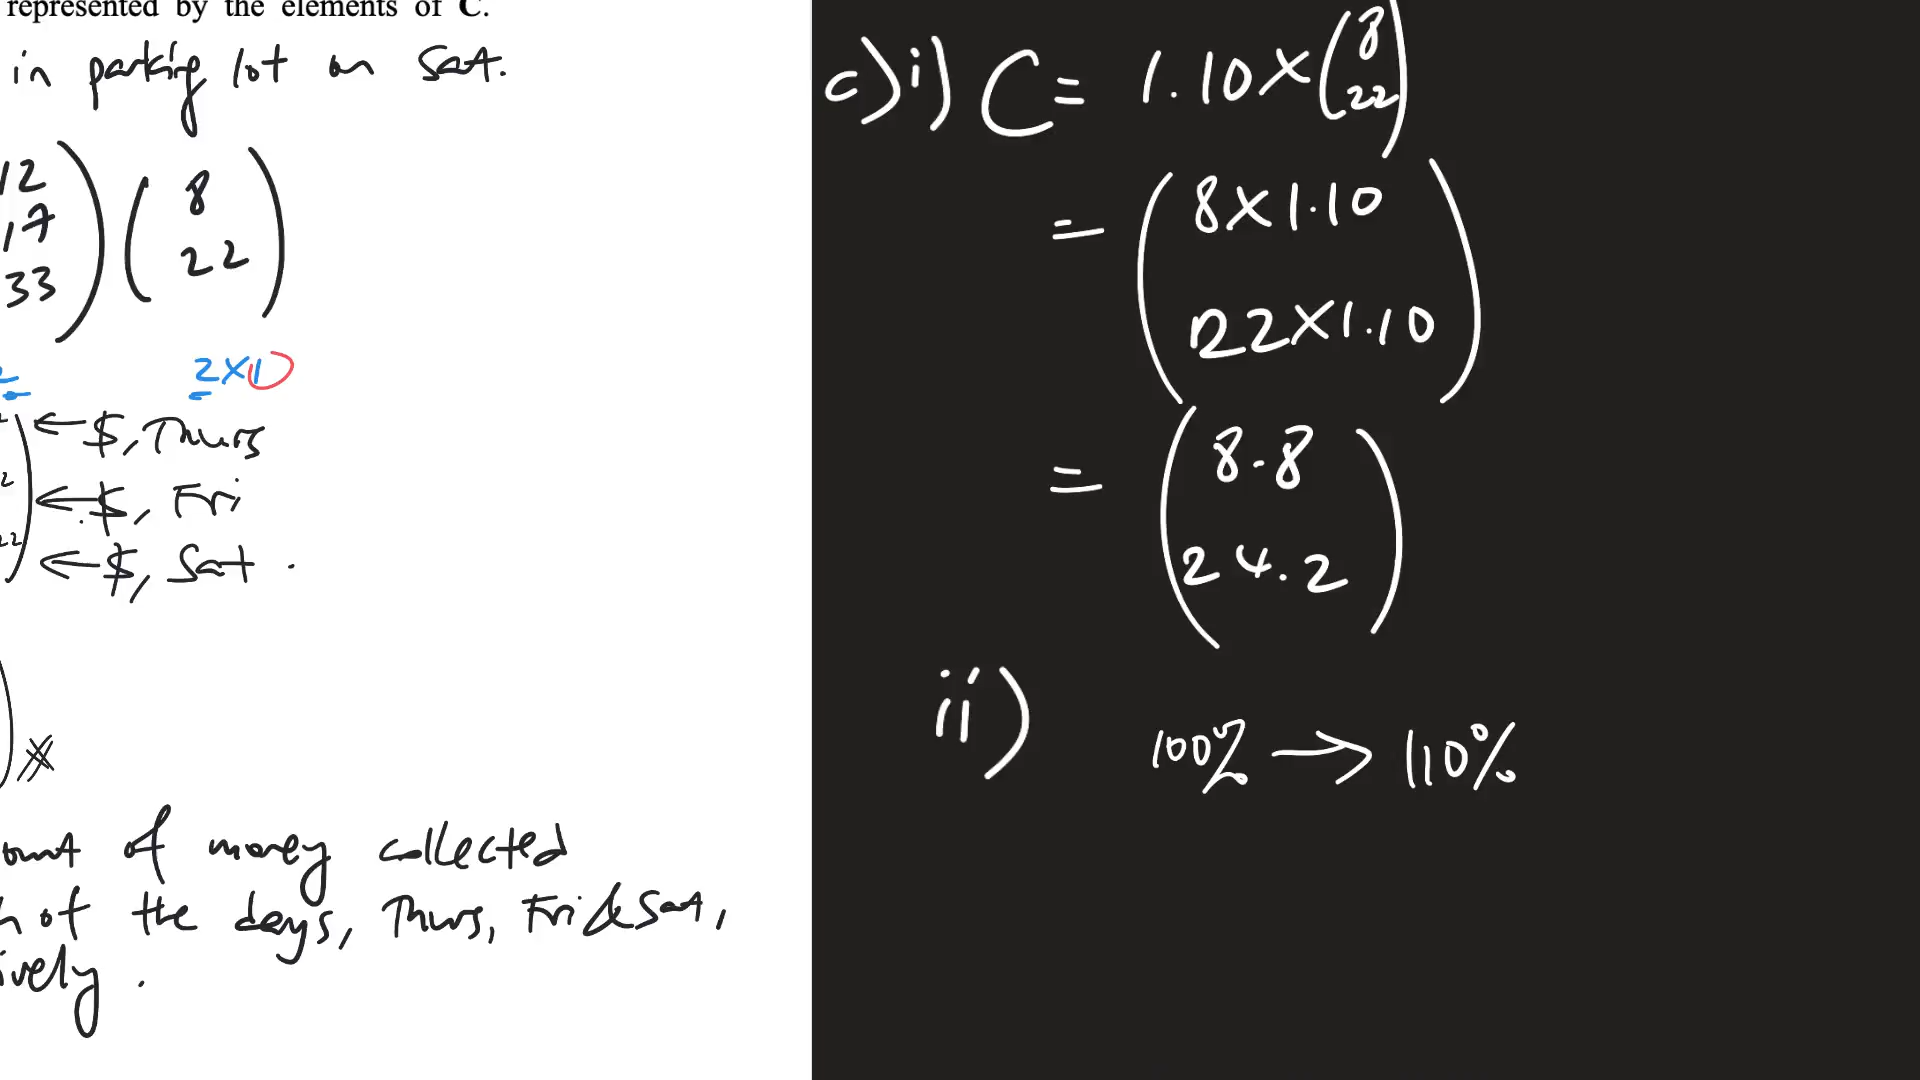 represented by the elements of C.
in parking lot on Sat.
12
17
33
8
22
2x1
←$, Thurs
←$, Fri
←$, Sat.
of money collected
of the days, Thurs, Fri & Sat,
c)i) C = 1.10 × (8
22)
= (8×1.10
22×1.10)
= (8.8
24.2)
ii) 100% → 110%